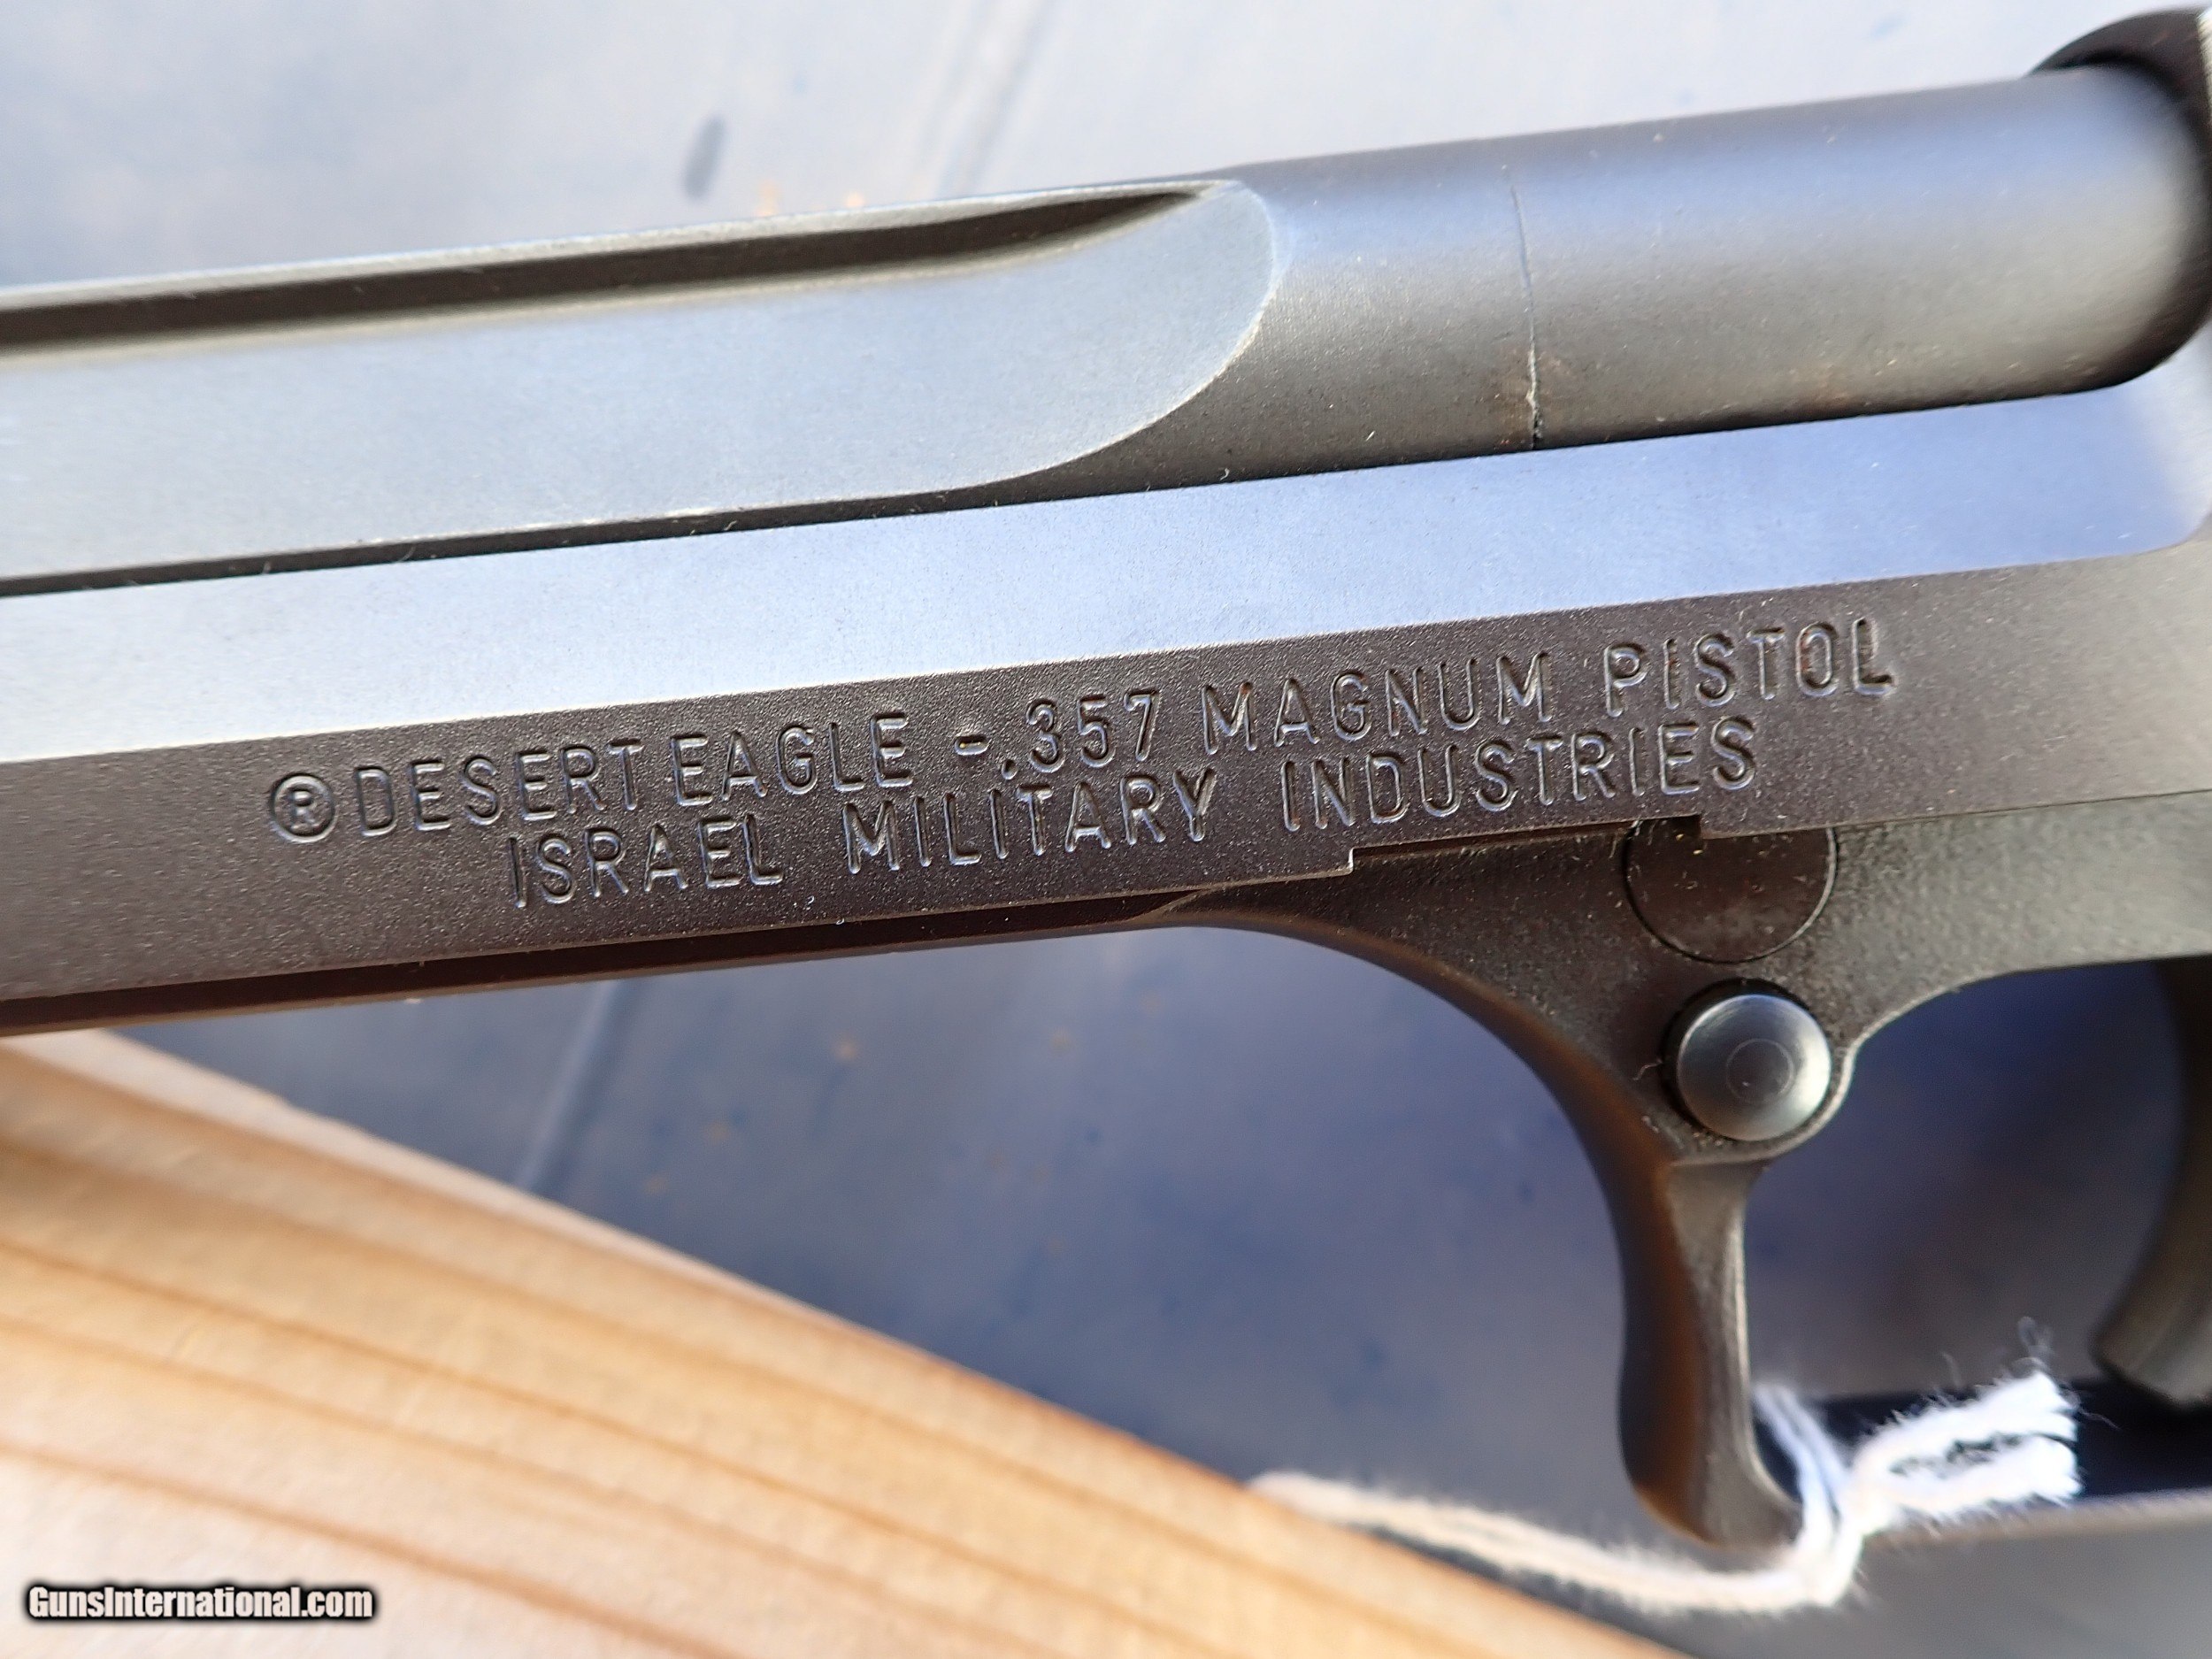 ®DESERT EAGLE -.357 MAGNUM PISTOL
ISRAEL MILITARY INDUSTRIES
GunsInternational.com